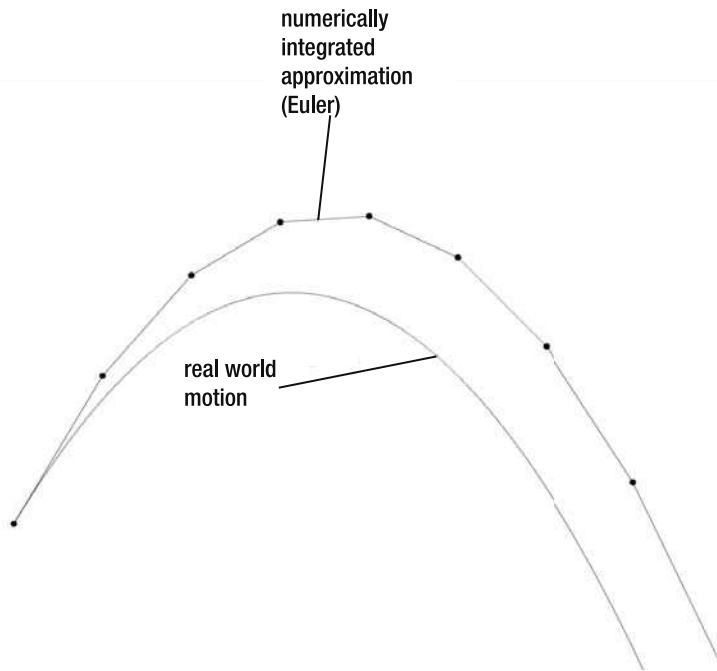 numerically
integrated
approximation
(Euler)
real world
motion